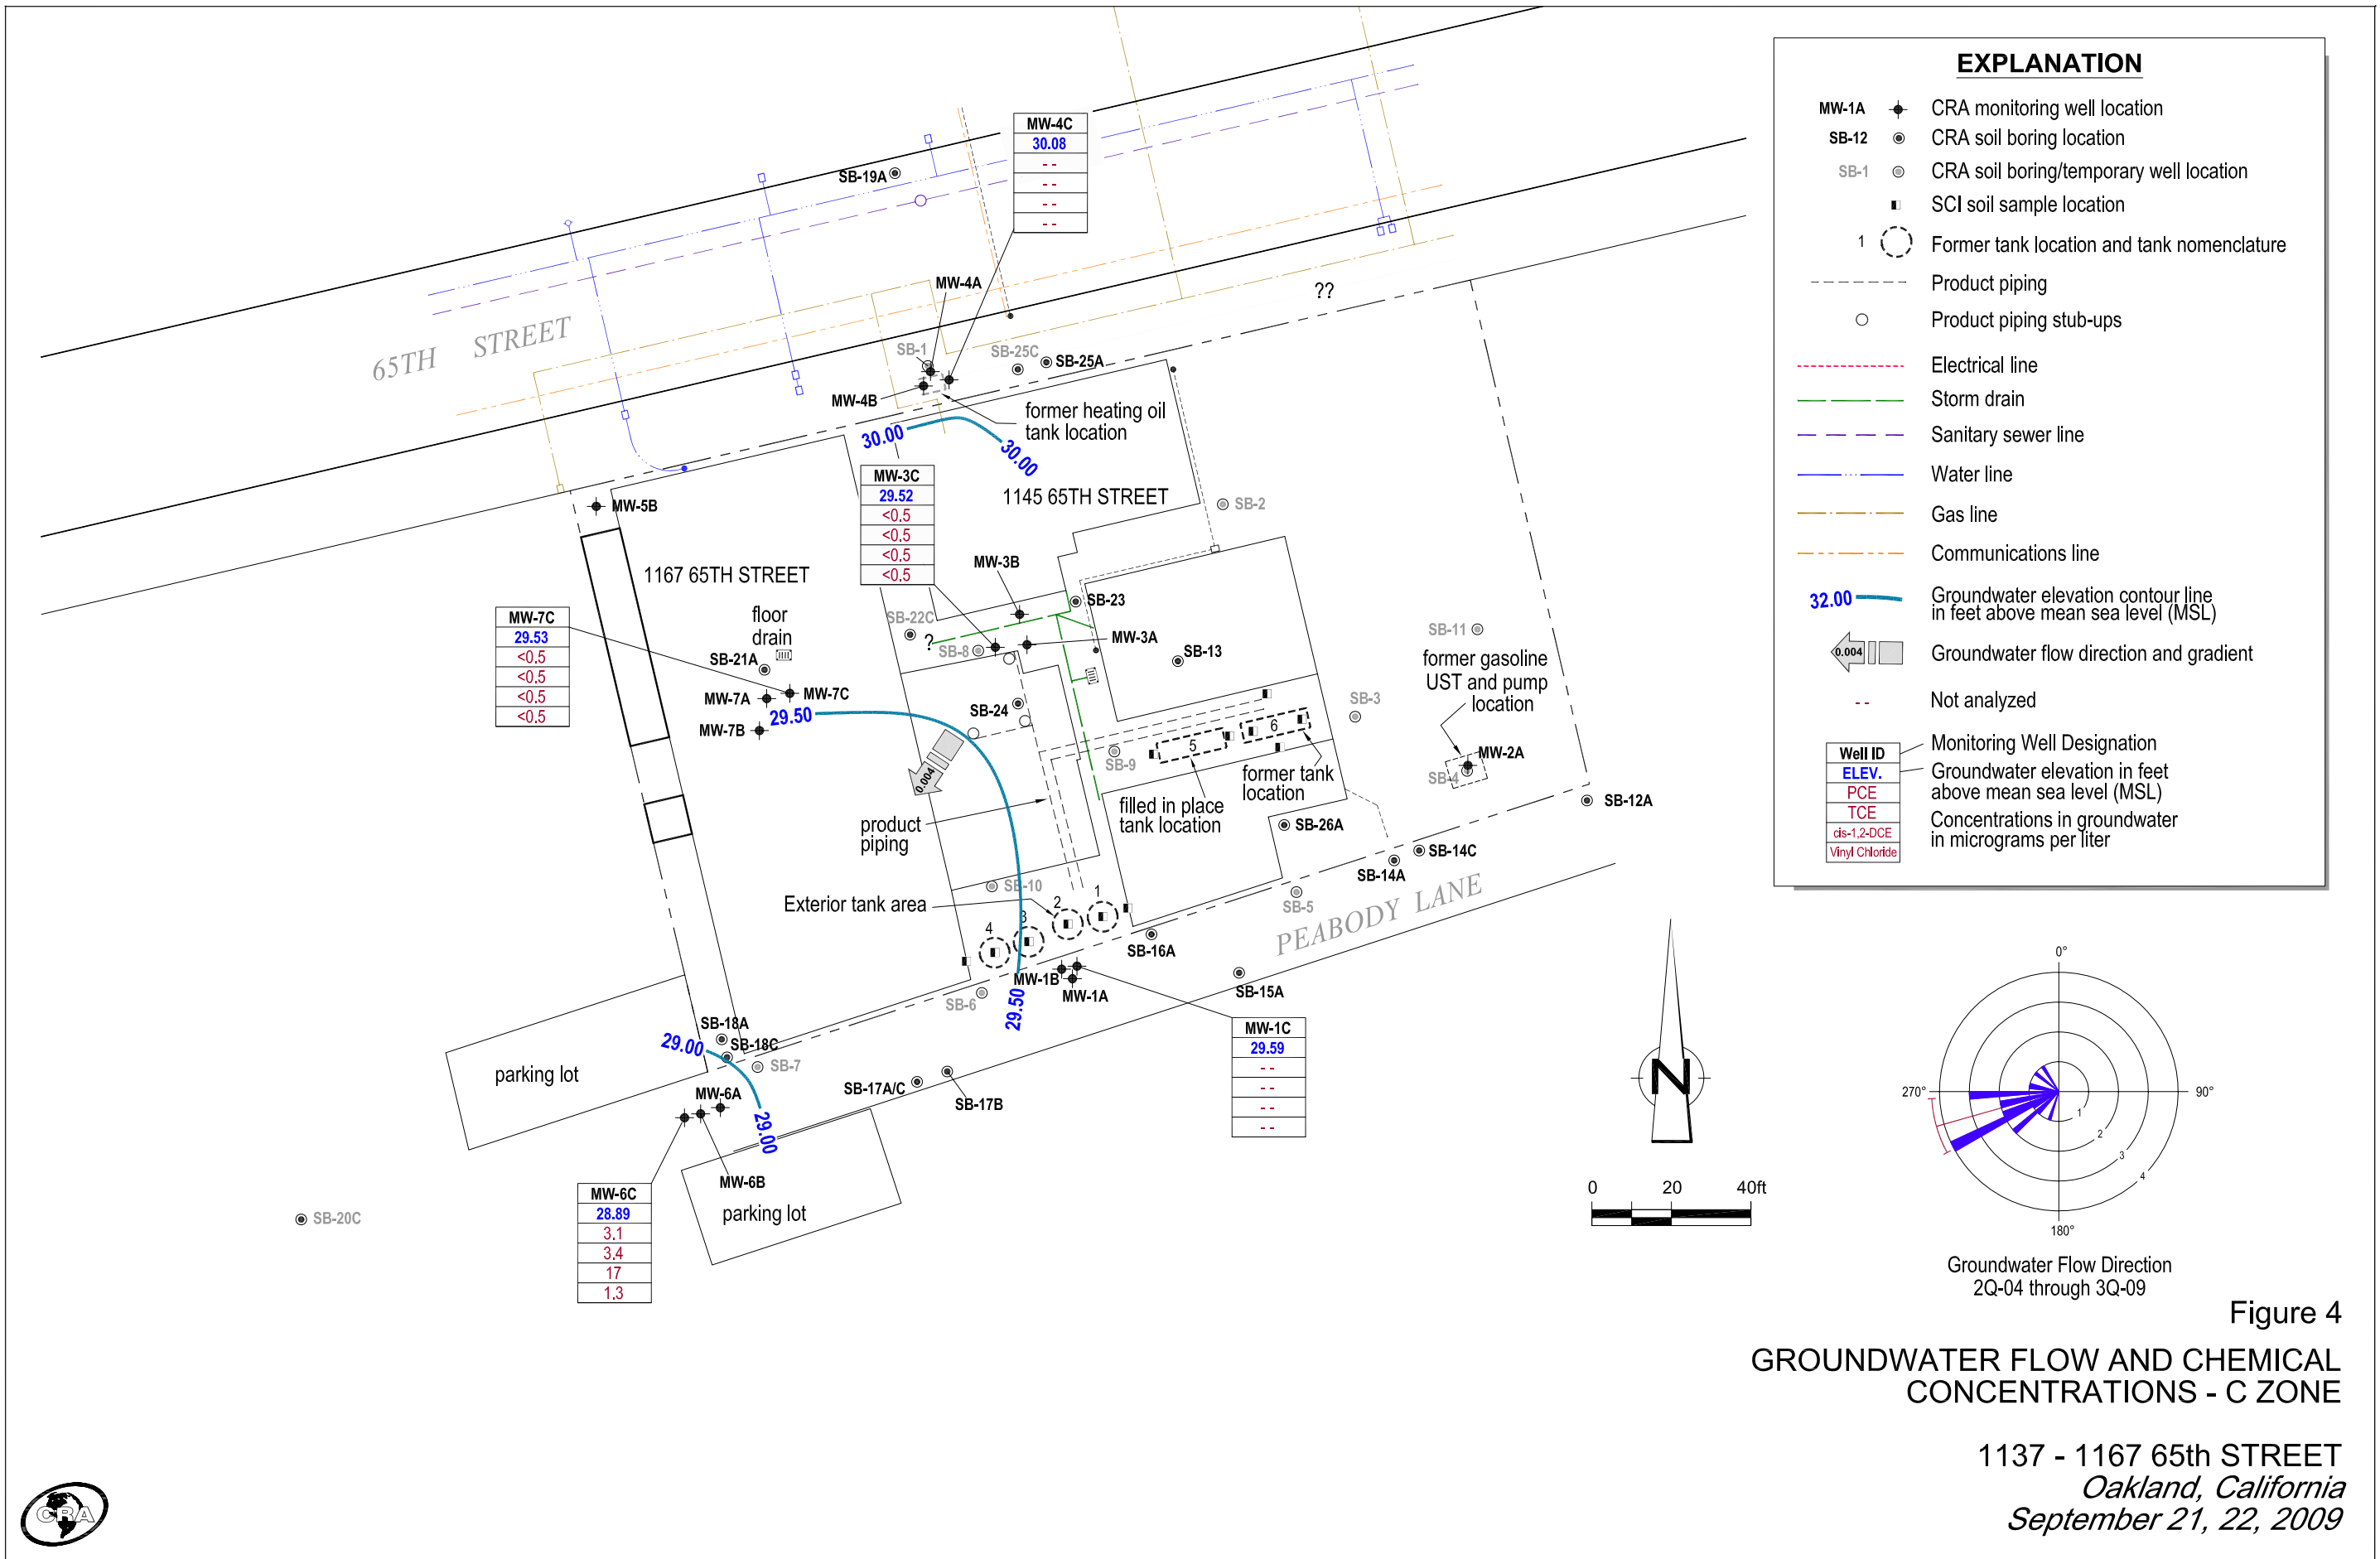 EXPLANATION
MW-1A CRA monitoring well location
SB-12 CRA soil boring location
SB-1 CRA soil boring/temporary well location
SCI soil sample location
1 Former tank location and tank nomenclature
Product piping
Product piping stub-ups
Electrical line
Storm drain
Sanitary sewer line
Water line
Gas line
Communications line
32.00 Groundwater elevation contour line
in feet above mean sea level (MSL)
0.004 Groundwater flow direction and gradient
- - Not analyzed
Well ID Monitoring Well Designation
ELEV. Groundwater elevation in feet
above mean sea level (MSL)
PCE
TCE
cis-1,2-DCE
Vinyl Chloride
Concentrations in groundwater
in micrograms per liter
MW-4C
30.08
- -
- -
- -
- -
SB-19A
65TH STREET
MW-4A
??
SB-1
SB-25C
SB-25A
MW-4B
former heating oil
tank location
30.00
30.00
MW-3C
29.52
<0.5
<0.5
<0.5
<0.5
1145 65TH STREET
SB-2
MW-5B
1167 65TH STREET
MW-3B
floor
drain
SB-22C
?
SB-23
MW-7C
29.53
<0.5
<0.5
<0.5
<0.5
SB-21A
SB-8
MW-3A
SB-13
SB-11
former gasoline
UST and pump
location
MW-7A
MW-7C
MW-7B
29.50
SB-24
SB-3
5
6
0.004
SB-9
former tank
location
MW-2A
SB-4
SB-12A
product
piping
filled in place
tank location
SB-26A
SB-14C
SB-14A
SB-10
Exterior tank area
1
2
3
4
SB-5
PEABODY LANE
SB-16A
MW-1B
MW-1A
SB-6
29.50
SB-15A
SB-18A
29.00
SB-18C
SB-7
MW-1C
29.59
- -
- -
- -
- -
parking lot
MW-6A
SB-17A/C
SB-17B
29.00
MW-6B
MW-6C
28.89
3.1
3.4
17
1.3
parking lot
SB-20C
N
0 20 40ft
0°
270°
90°
180°
1
2
3
4
Groundwater Flow Direction
2Q-04 through 3Q-09
Figure 4
GROUNDWATER FLOW AND CHEMICAL
CONCENTRATIONS - C ZONE
1137 - 1167 65th STREET
Oakland, California
September 21, 22, 2009
CRA